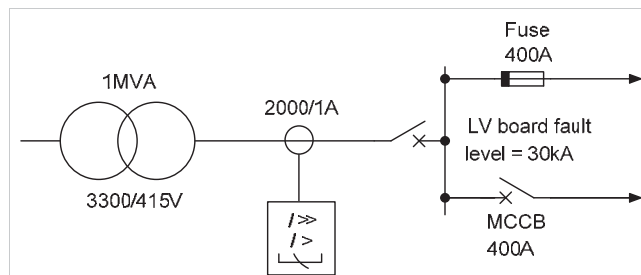 Fuse
400A
1MVA
2000/1A
LV board fault
level = 30kA
3300/415V
I >>
I >
MCCB
400A